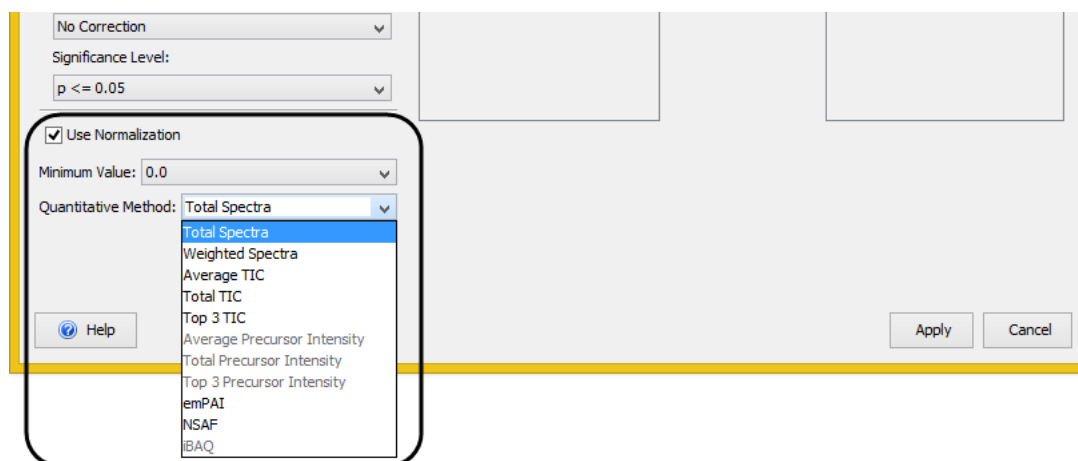 No Correction
Significance Level:
p <= 0.05
Use Normalization
Minimum Value: 0.0
Quantitative Method: Total Spectra
Total Spectra
Weighted Spectra
Average TIC
Total TIC
Top 3 TIC
Average Precursor Intensity
Total Precursor Intensity
Top 3 Precursor Intensity
emPAI
NSAF
iBAQ
Help
Apply Cancel